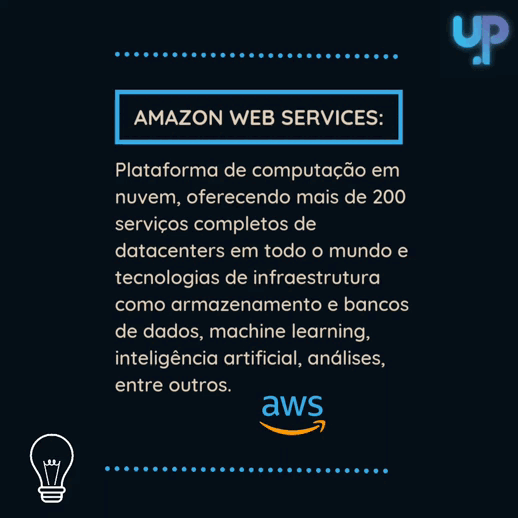 UP
AMAZON WEB SERVICES:
Plataforma de computação em
nuvem, oferecendo mais de 200
serviços completos de
datacenters em todo o mundo e
tecnologias de infraestrutura
como armazenamento e bancos
de dados, machine learning,
inteligência artificial, análises,
entre outros.
aws